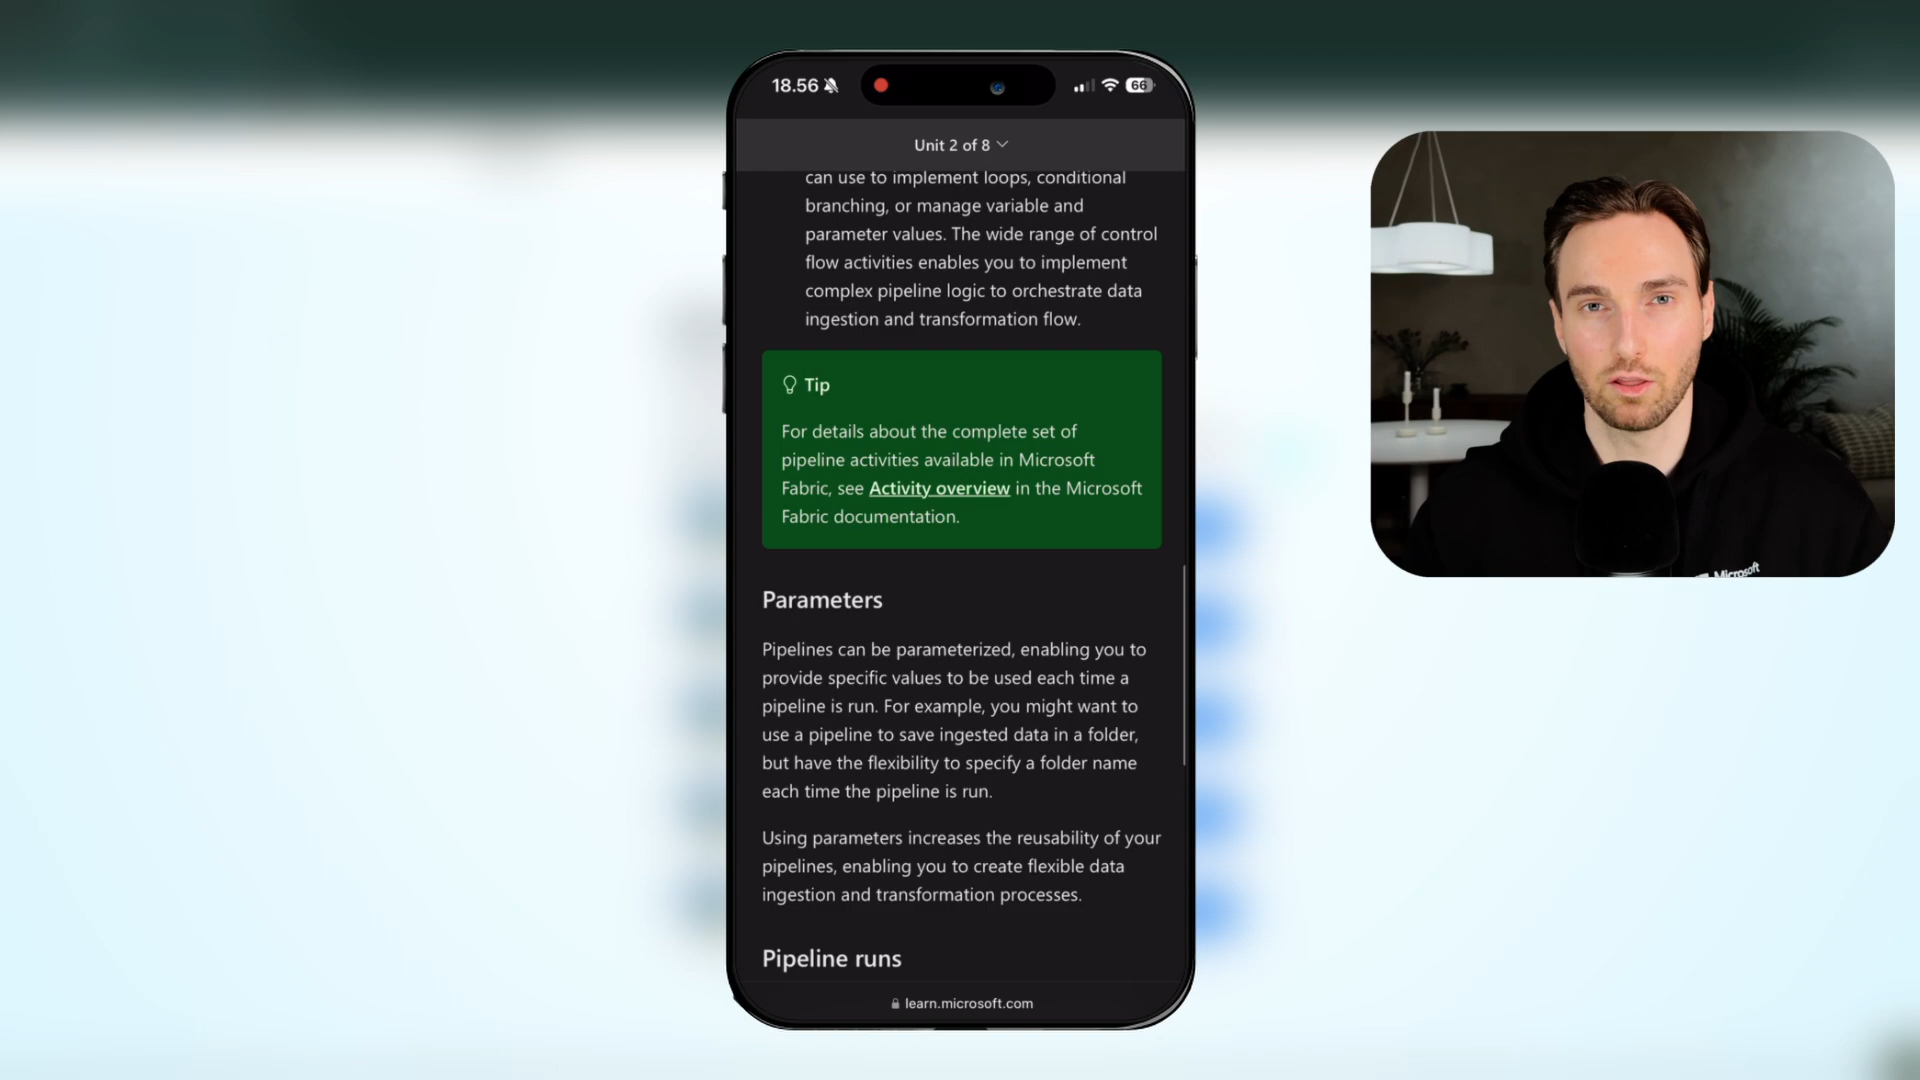 18.56
66
Unit 2 of 8
can use to implement loops, conditional
branching, or manage variable and
parameter values. The wide range of control
flow activities enables you to implement
complex pipeline logic to orchestrate data
ingestion and transformation flow.
Tip
For details about the complete set of
pipeline activities available in Microsoft
Fabric, see Activity overview in the Microsoft
Fabric documentation.
Parameters
Pipelines can be parameterized, enabling you to
provide specific values to be used each time a
pipeline is run. For example, you might want to
use a pipeline to save ingested data in a folder,
but have the flexibility to specify a folder name
each time the pipeline is run.
Using parameters increases the reusability of your
pipelines, enabling you to create flexible data
ingestion and transformation processes.
Pipeline runs
learn.microsoft.com
Microsoft